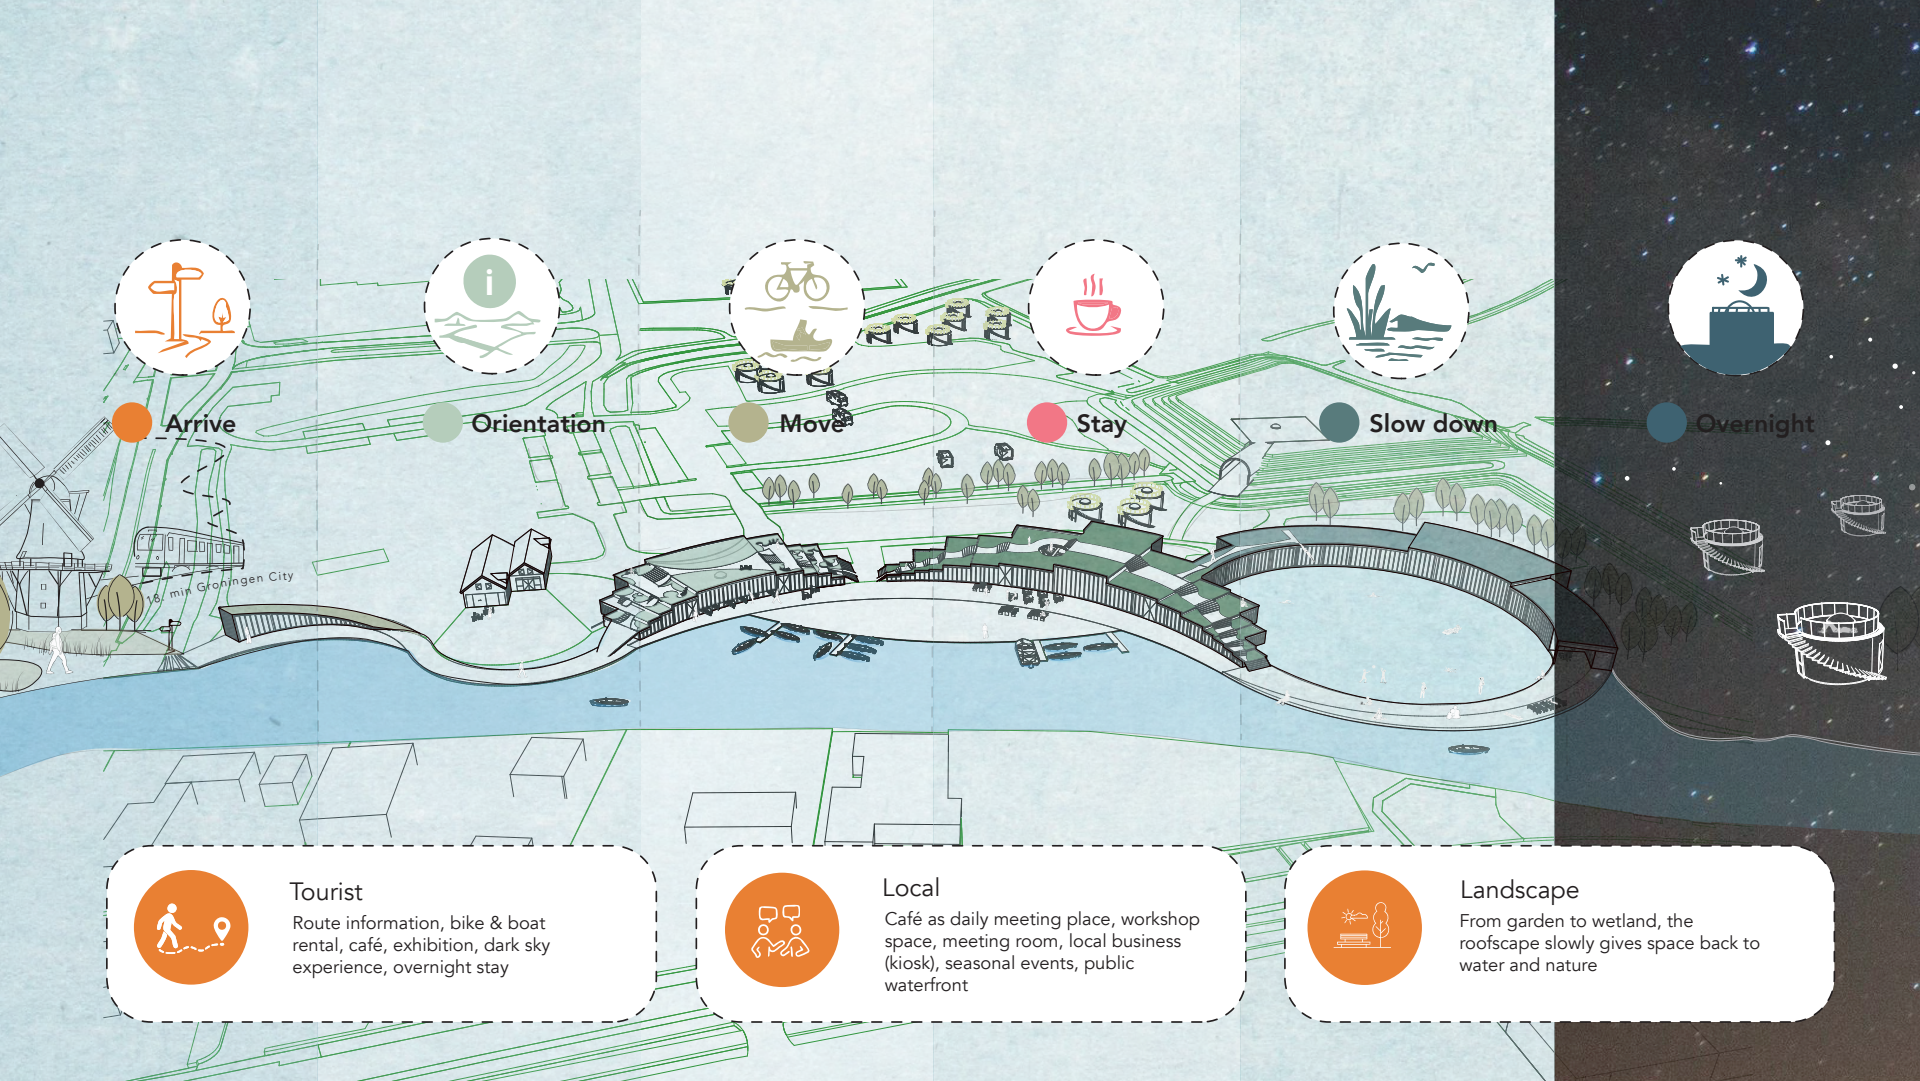 i
Arrive
Orientation
Move
Stay
Slow down
Overnight
18. min Groningen City
Tourist
Route information, bike & boat
rental, café, exhibition, dark sky
experience, overnight stay
Local
Café as daily meeting place, workshop
space, meeting room, local business
(kiosk), seasonal events, public
waterfront
Landscape
From garden to wetland, the
roofscape slowly gives space back to
water and nature